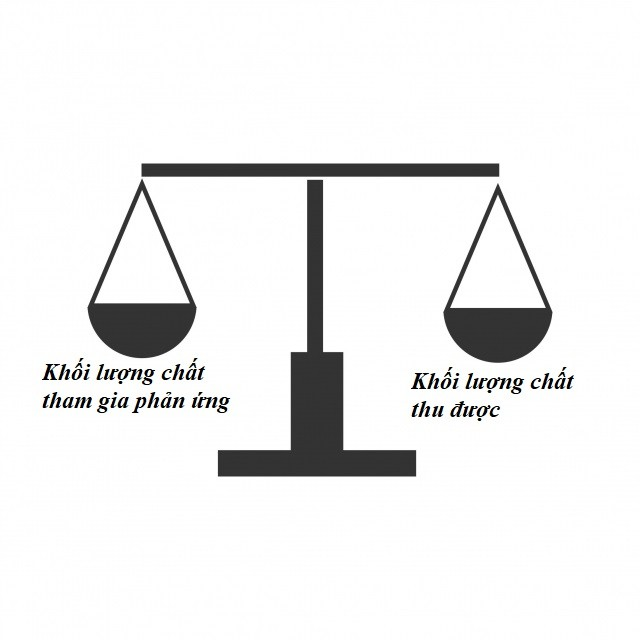 Khối lượng chất
tham gia phản ứng
Khối lượng chất
thu được